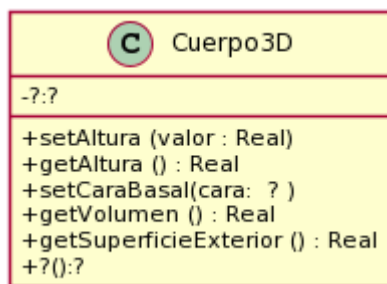 C Cuerpo3D
-?:?
+setAltura (valor : Real)
+getAltura () : Real
+setCaraBasal(cara:  ? )
+getVolumen () : Real
+getSuperficieExterior () : Real
+?():?